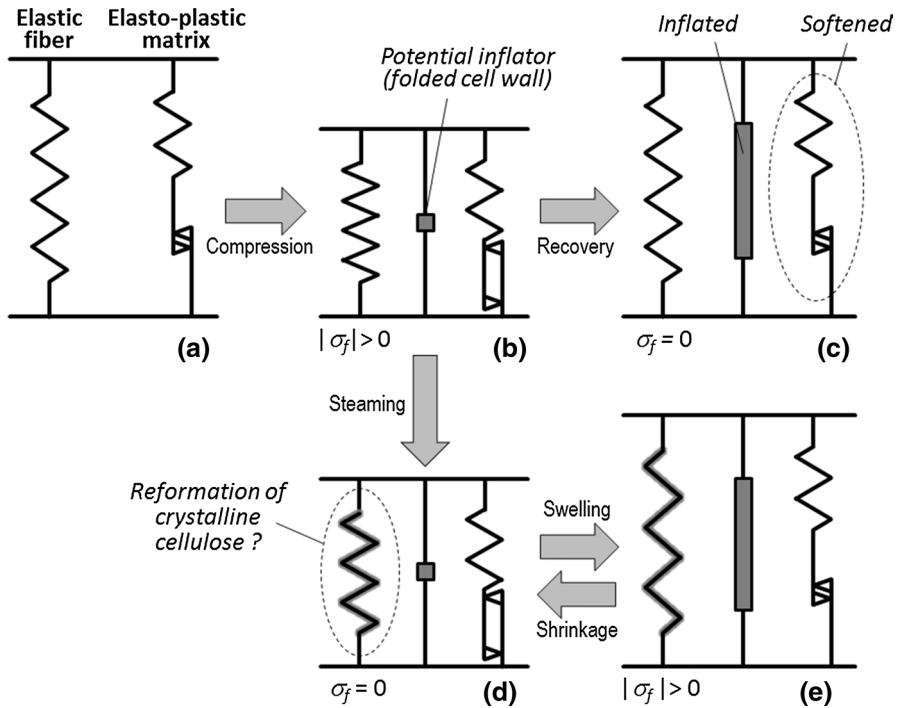 Elastic fiber
Elasto-plastic matrix
Potential inflator
(folded cell wall)
Inflated
Softened
Compression
Recovery
(a)
| σf | > 0
(b)
σf = 0
(c)
Steaming
Reformation of
crystalline
cellulose ?
Swelling
Shrinkage
σf = 0
(d)
| σf | > 0
(e)